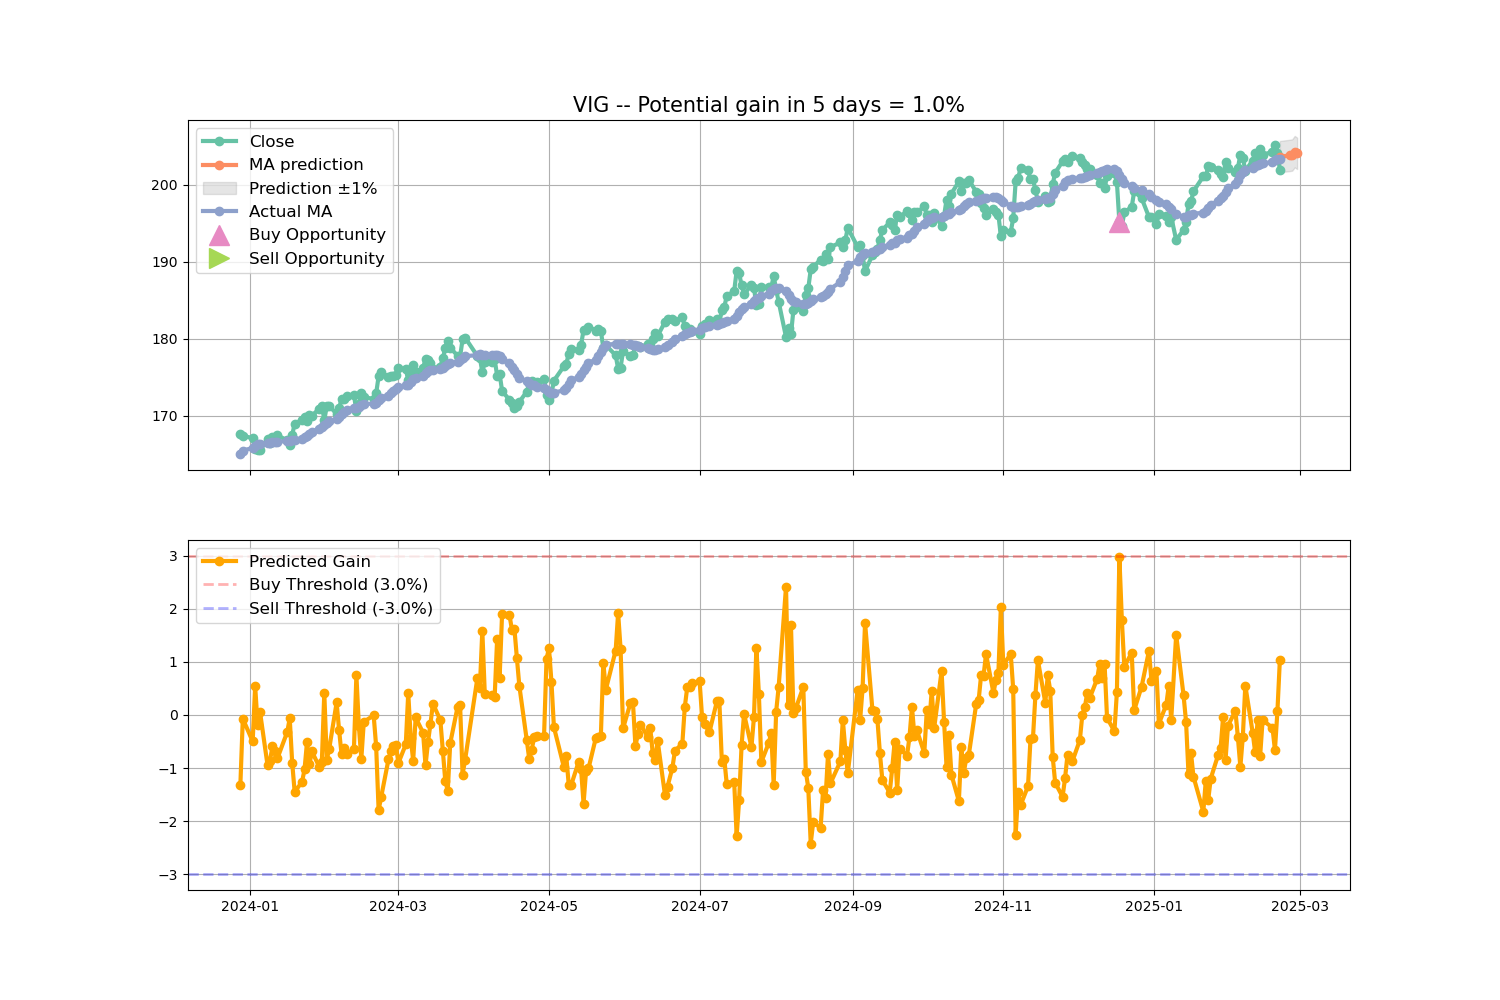 VIG -- Potential gain in 5 days = 1.0%
Close
MA prediction
Prediction ±1%
Actual MA
Buy Opportunity
Sell Opportunity
200
190
180
170
Predicted Gain
Buy Threshold (3.0%)
Sell Threshold (-3.0%)
3
2
1
0
−1
−2
−3
2024-01 2024-03 2024-05 2024-07 2024-09 2024-11 2025-01 2025-03